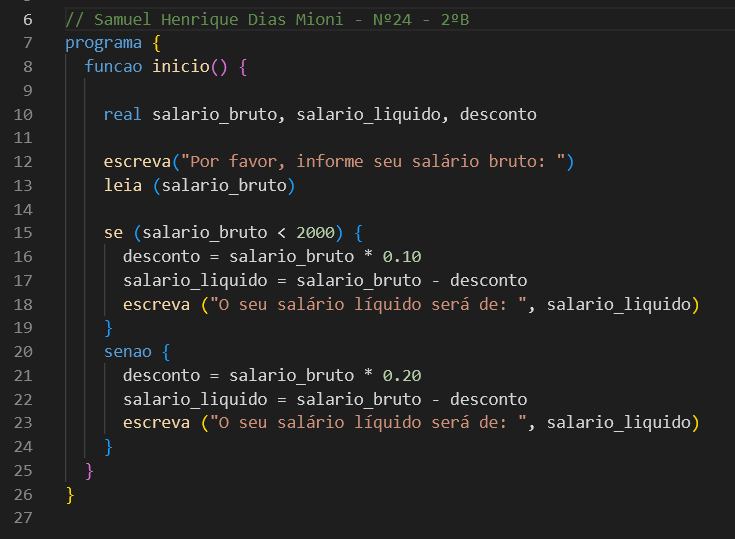 6 // Samuel Henrique Dias Mioni - Nº24 - 2ºB
7 programa {
8 funcao inicio() {
9
10 real salario_bruto, salario_liquido, desconto
11
12 escreva("Por favor, informe seu salário bruto: ")
13 leia (salario_bruto)
14
15 se (salario_bruto < 2000) {
16 desconto = salario_bruto * 0.10
17 salario_liquido = salario_bruto - desconto
18 escreva ("O seu salário líquido será de: ", salario_liquido)
19 }
20 senao {
21 desconto = salario_bruto * 0.20
22 salario_liquido = salario_bruto - desconto
23 escreva ("O seu salário líquido será de: ", salario_liquido)
24 }
25 }
26 }
27